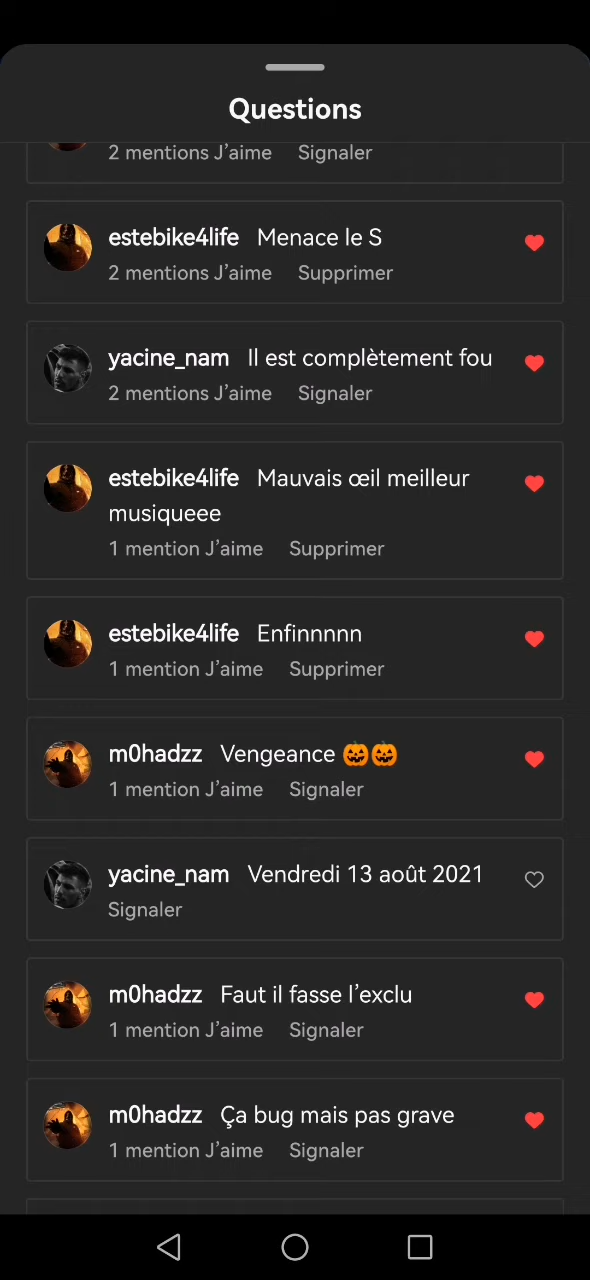 Questions
2 mentions J’aime Signaler
estebike4life Menace le S
2 mentions J’aime Supprimer
yacine_nam Il est complètement fou
2 mentions J’aime Signaler
estebike4life Mauvais œil meilleur
musiqueee
1 mention J’aime Supprimer
estebike4life Enfinnnnn
1 mention J’aime Supprimer
m0hadzz Vengeance 🎃🎃
1 mention J’aime Signaler
yacine_nam Vendredi 13 août 2021
Signaler
m0hadzz Faut il fasse l’exclu
1 mention J’aime Signaler
m0hadzz Ça bug mais pas grave
1 mention J’aime Signaler